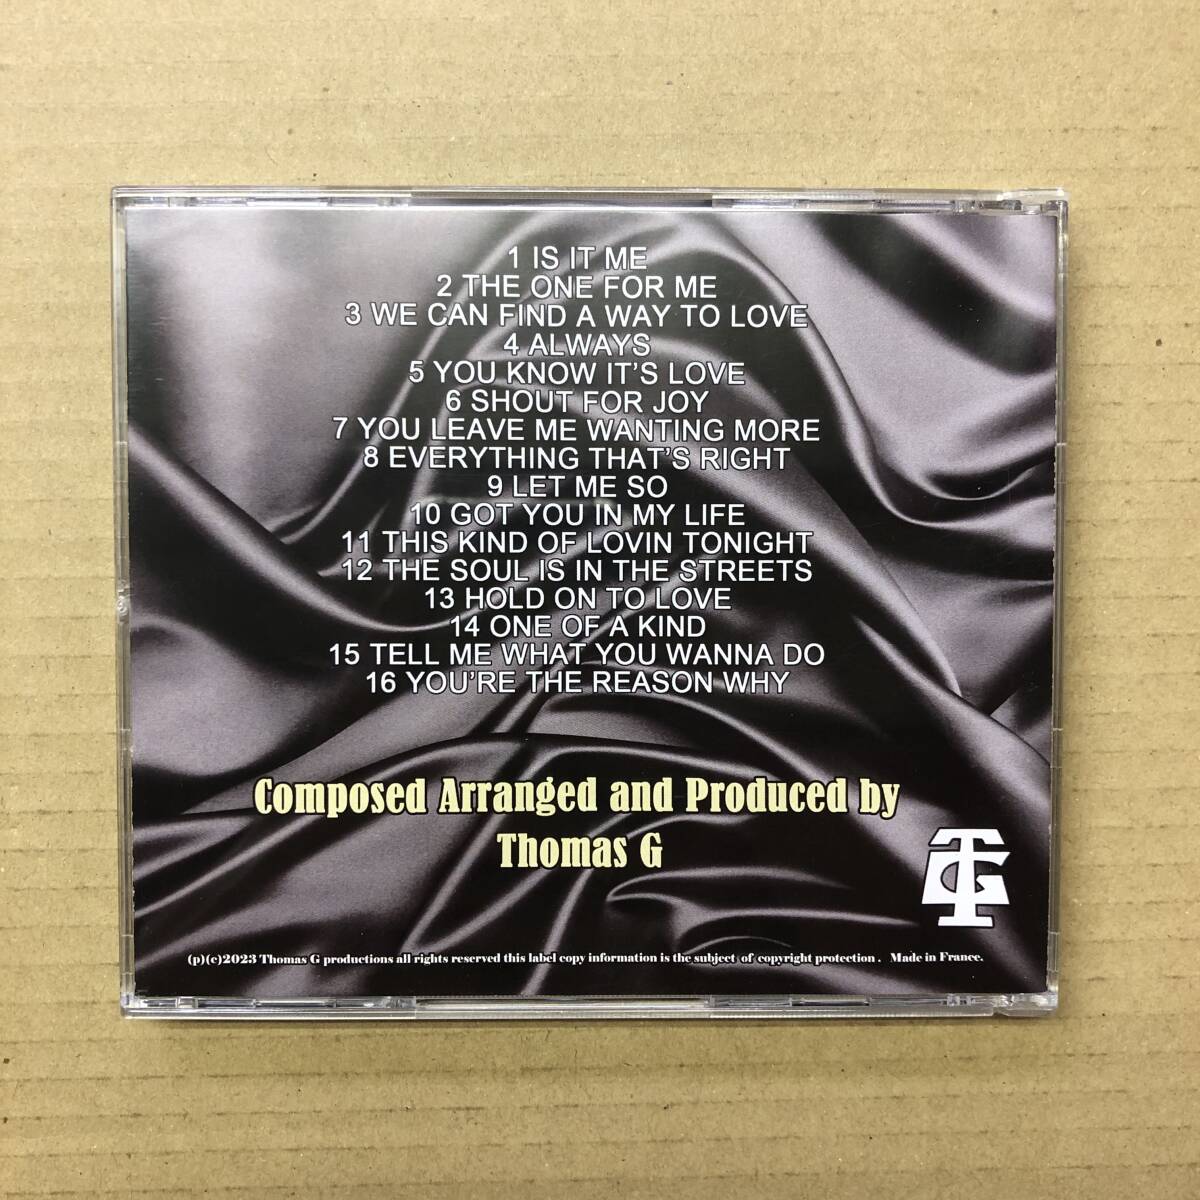 1 IS IT ME
2 THE ONE FOR ME
3 WE CAN FIND A WAY TO LOVE
4 ALWAYS
5 YOU KNOW IT'S LOVE
6 SHOUT FOR JOY
7 YOU LEAVE ME WANTING MORE
8 EVERYTHING THAT'S RIGHT
9 LET ME SO
10 GOT YOU IN MY LIFE
11 THIS KIND OF LOVIN TONIGHT
12 THE SOUL IS IN THE STREETS
13 HOLD ON TO LOVE
14 ONE OF A KIND
15 TELL ME WHAT YOU WANNA DO
16 YOU'RE THE REASON WHY
Composed Arranged and Produced by
Thomas G
TG
(p)(c)2023 Thomas G productions all rights reserved this label copy information is the subject of copyright protection . Made in France.